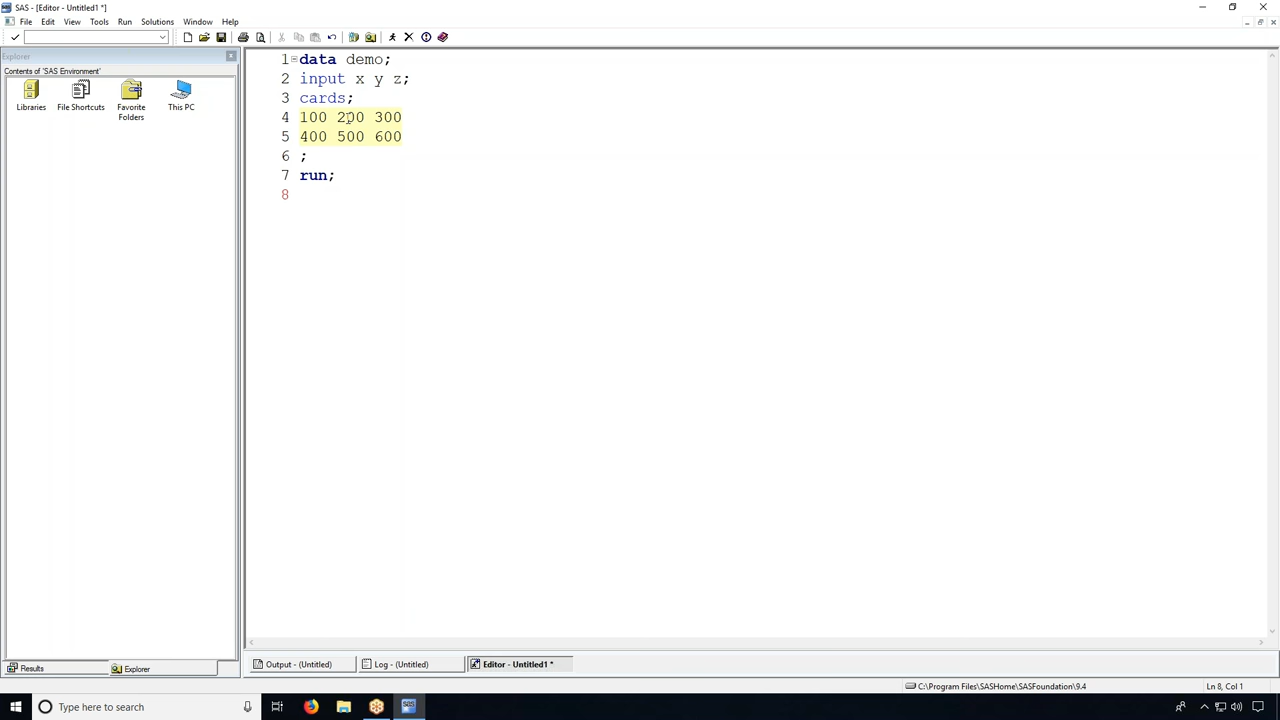 SAS - [Editor - Untitled1 *]
File Edit View Tools Run Solutions Window Help
Explorer
Contents of 'SAS Environment'
Libraries File Shortcuts Favorite Folders This PC
1 data demo;
2 input x y z;
3 cards;
4 100 200 300
5 400 500 600
6 ;
7 run;
8
Results Explorer
Output - (Untitled) Log - (Untitled) Editor - Untitled1 *
C:\Program Files\SASHome\SASFoundation\9.4 Ln 8, Col 1
Type here to search